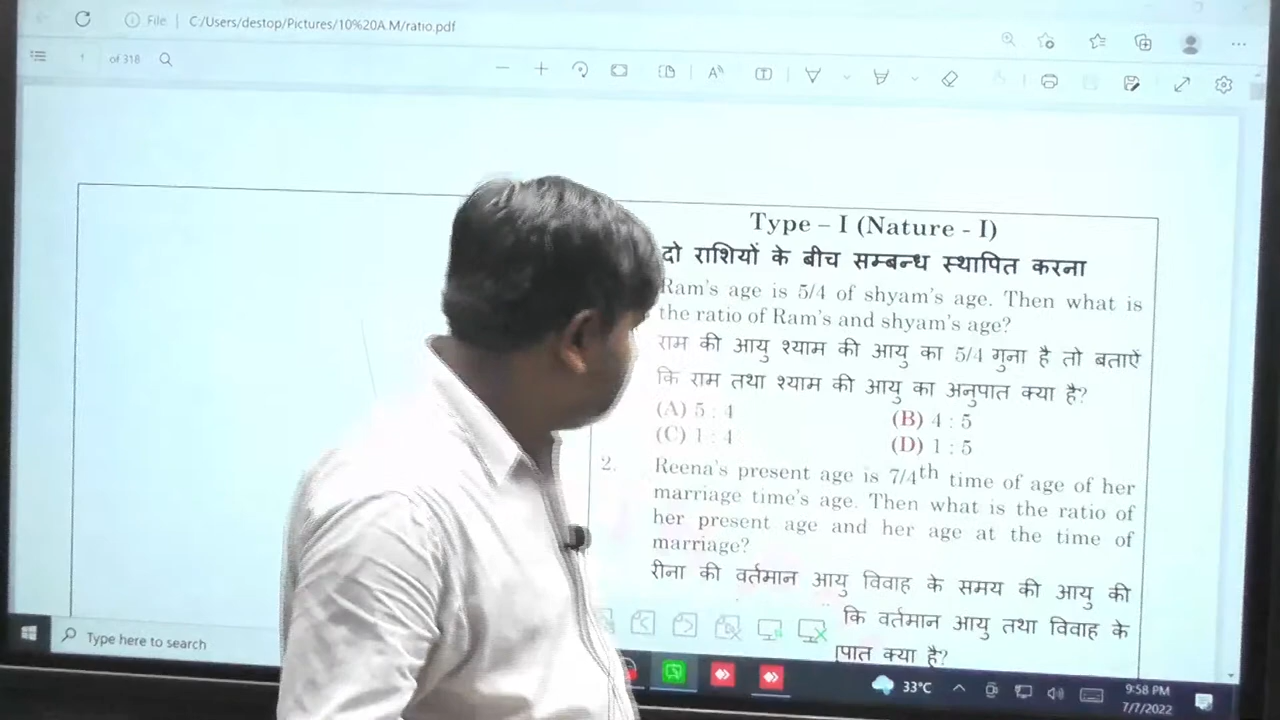 File | C:/Users/destop/Pictures/10%20A.M/ratio.pdf
of 318
Type – I (Nature - I)
दो राशियों के बीच सम्बन्ध स्थापित करना
Ram's age is 5/4 of shyam's age. Then what is
the ratio of Ram's and shyam's age?
राम की आयु श्याम की आयु का 5/4 गुना है तो बताऐं
कि राम तथा श्याम की आयु का अनुपात क्या है?
(A) 5 : 4 (B) 4 : 5
(C) 1 : 4 (D) 1 : 5
2. Reena's present age is 7/4th time of age of her
marriage time's age. Then what is the ratio of
her present age and her age at the time of
marriage?
रीना की वर्तमान आयु विवाह के समय की आयु की
कि वर्तमान आयु तथा विवाह के
पात क्या है?
Type here to search
33°C
9:58 PM
7/7/2022